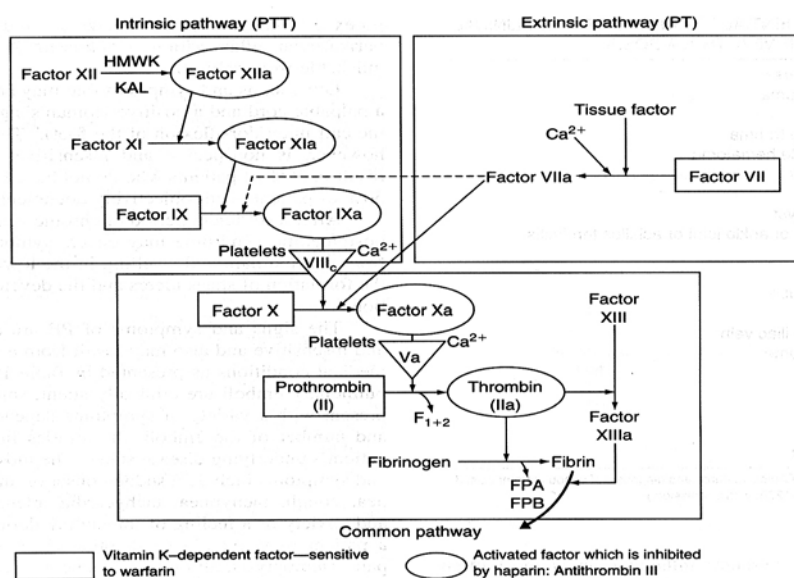 Intrinsic pathway (PTT)
Extrinsic pathway (PT)
Factor XII
HMWK
KAL
Factor XIIa
Tissue factor
Ca2+
Factor XI
Factor XIa
Factor VIIa
Factor VII
Factor IX
Factor IXa
Platelets
Ca2+
VIIIc
Factor X
Factor Xa
Factor
XIII
Platelets
Ca2+
Va
Prothrombin
(II)
Thrombin
(IIa)
F1+2
Factor
XIIIa
Fibrinogen
Fibrin
FPA
FPB
Common pathway
Vitamin K–dependent factor—sensitive
to warfarin
Activated factor which is inhibited
by heparin: Antithrombin III